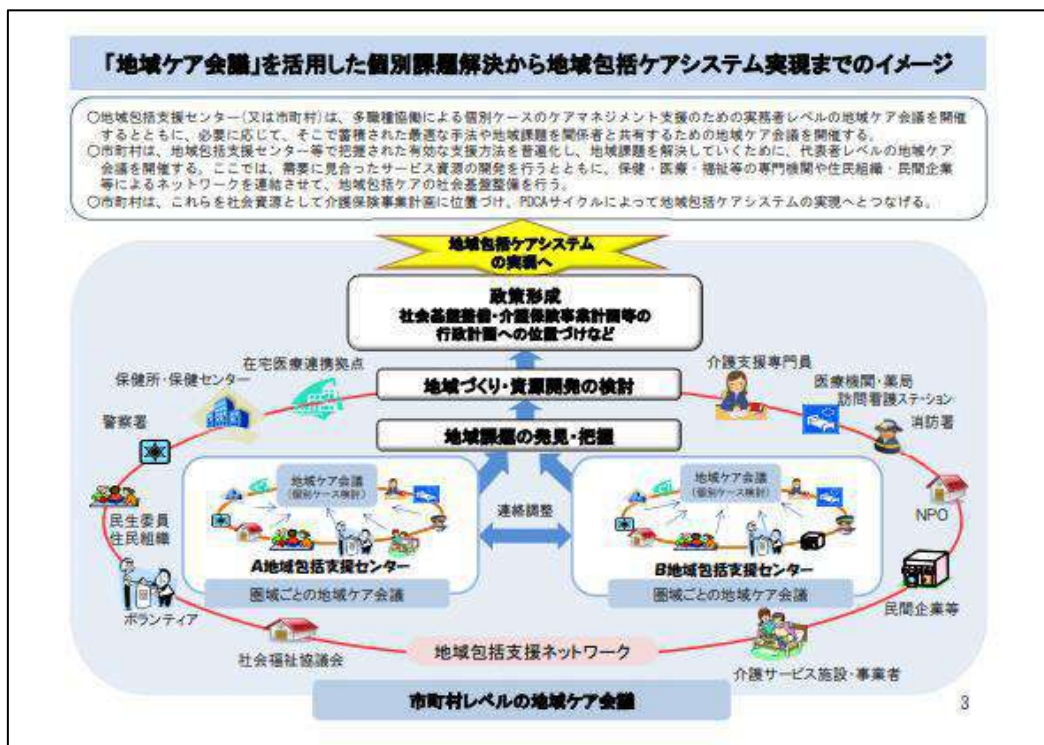 「地域ケア会議」を活用した個別課題解決から地域包括ケアシステム実現までのイメージ
○地域包括支援センター(又は市町村)は、多職種協働による個別ケースのケアマネジメント支援のための実務者レベルの地域ケア会議を開催
するとともに、必要に応じて、そこで蓄積された最適な手法や地域課題を関係者と共有するための地域ケア会議を開催する。
○市町村は、地域包括支援センター等で把握された有効な支援方法を普遍化し、地域課題を解決していくために、代表者レベルの地域ケア
会議を開催する。ここでは、需要に見合ったサービス資源の開発を行うとともに、保健・医療・福祉等の専門機関や住民組織・民間企業
等によるネットワークを連結させて、地域包括ケアの社会基盤整備を行う。
○市町村は、これらを社会資源として介護保険事業計画に位置づけ、PDCAサイクルによって地域包括ケアシステムの実現へとつなげる。
地域包括ケアシステム
の実現へ
政策形成
社会基盤整備・介護保険事業計画等の
行政計画への位置づけなど
在宅医療連携拠点
介護支援専門員
保健所・保健センター
地域づくり・資源開発の検討
医療機関・薬局
訪問看護ステーション
警察署
消防署
地域課題の発見・把握
地域ケア会議
(個別ケース検討)
地域ケア会議
(個別ケース検討)
連絡調整
民生委員
住民組織
NPO
A地域包括支援センター
B地域包括支援センター
圏域ごとの地域ケア会議
圏域ごとの地域ケア会議
ボランティア
民間企業等
社会福祉協議会
地域包括支援ネットワーク
介護サービス施設・事業者
市町村レベルの地域ケア会議
3